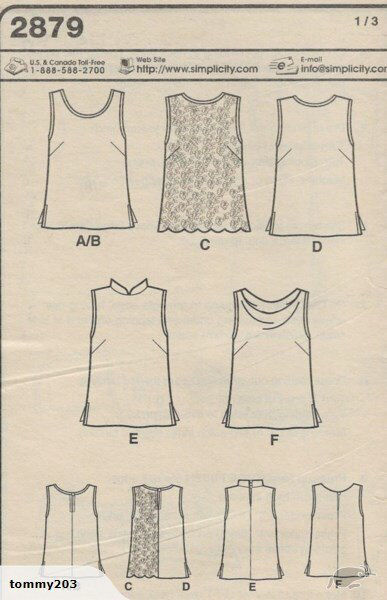 2879
1 / 3
U.S. & Canada Toll-Free
1-888-588-2700
Web Site
http://www.simplicity.com
E-mail
info@simplicity.com
A/B
C
D
E
F
C
D
E
F
tommy203